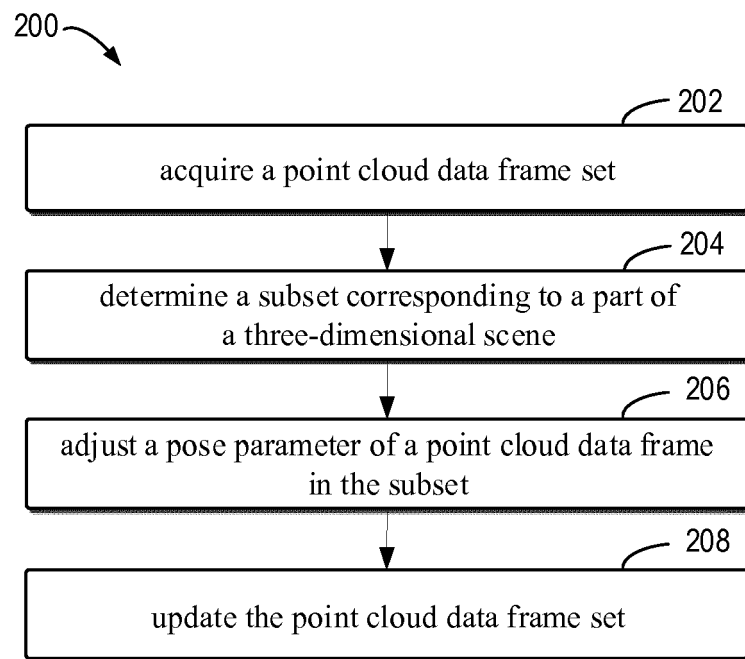 200
202
acquire a point cloud data frame set
204
determine a subset corresponding to a part of
a three-dimensional scene
206
adjust a pose parameter of a point cloud data frame
in the subset
208
update the point cloud data frame set